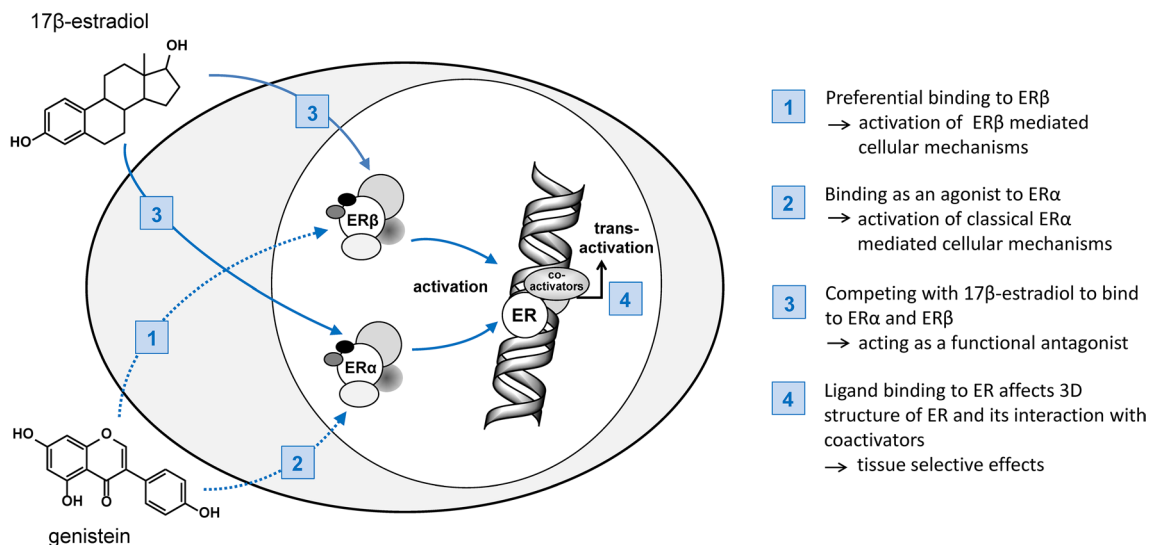 17β-estradiol
OH
HO
3
3
1
2
ERβ
ERα
activation
trans-
activation
co-
activators
ER
4
HO
O
OH
O
OH
genistein
1
Preferential binding to ERβ
→ activation of ERβ mediated
cellular mechanisms
2
Binding as an agonist to ERα
→ activation of classical ERα
mediated cellular mechanisms
3
Competing with 17β-estradiol to bind
to ERα and ERβ
→ acting as a functional antagonist
4
Ligand binding to ER affects 3D
structure of ER and its interaction with
coactivators
→ tissue selective effects